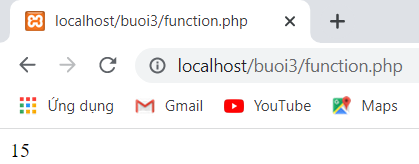 localhost/buoi3/function.php
localhost/buoi3/function.php
Ứng dụng Gmail YouTube Maps
15